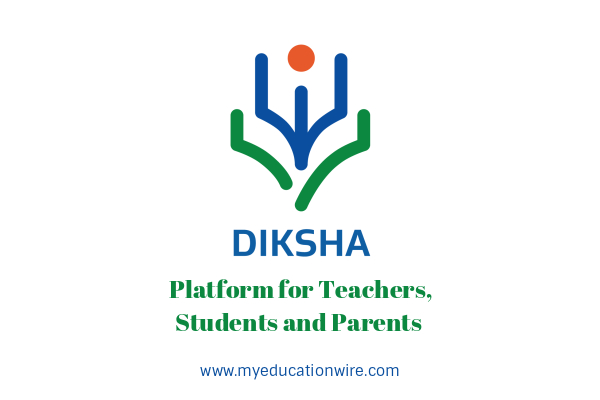 DIKSHA
Platform for Teachers,
Students and Parents
www.myeducationwire.com